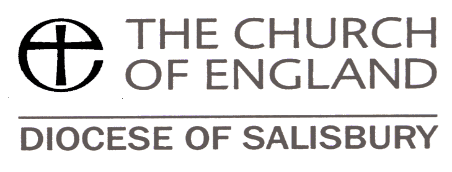 THE CHURCH
OF ENGLAND
DIOCESE OF SALISBURY